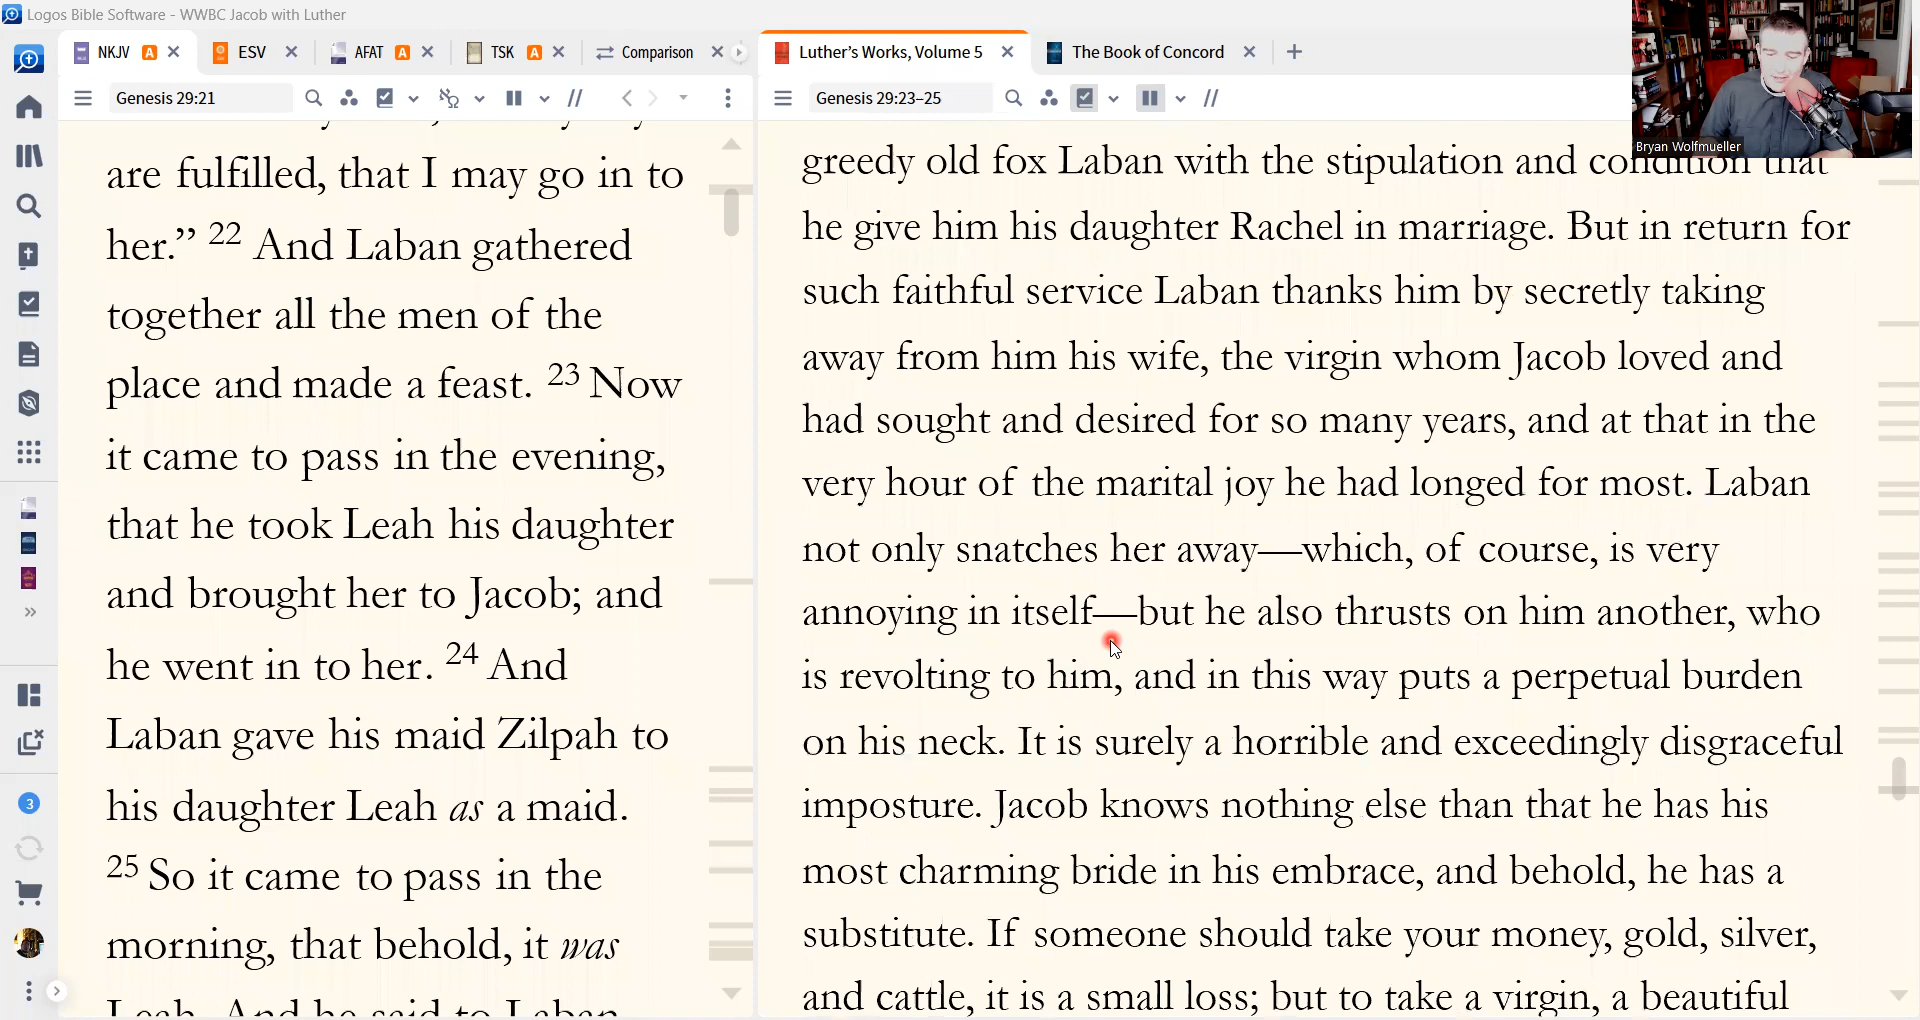 Logos Bible Software - WWBC Jacob with Luther
NKJV A
ESV
AFAT A
TSK A
Comparison
Luther's Works, Volume 5
The Book of Concord
Genesis 29:21
Genesis 29:23–25
Bryan Wolfmueller
3
are fulfilled, that I may go in to
her.” 22 And Laban gathered
together all the men of the
place and made a feast. 23 Now
it came to pass in the evening,
that he took Leah his daughter
and brought her to Jacob; and
he went in to her. 24 And
Laban gave his maid Zilpah to
his daughter Leah as a maid.
25 So it came to pass in the
morning, that behold, it was
Leah. And he said to Laban
greedy old fox Laban with the stipulation and condition that
he give him his daughter Rachel in marriage. But in return for
such faithful service Laban thanks him by secretly taking
away from him his wife, the virgin whom Jacob loved and
had sought and desired for so many years, and at that in the
very hour of the marital joy he had longed for most. Laban
not only snatches her away—which, of course, is very
annoying in itself—but he also thrusts on him another, who
is revolting to him, and in this way puts a perpetual burden
on his neck. It is surely a horrible and exceedingly disgraceful
imposture. Jacob knows nothing else than that he has his
most charming bride in his embrace, and behold, he has a
substitute. If someone should take your money, gold, silver,
and cattle, it is a small loss; but to take a virgin, a beautiful